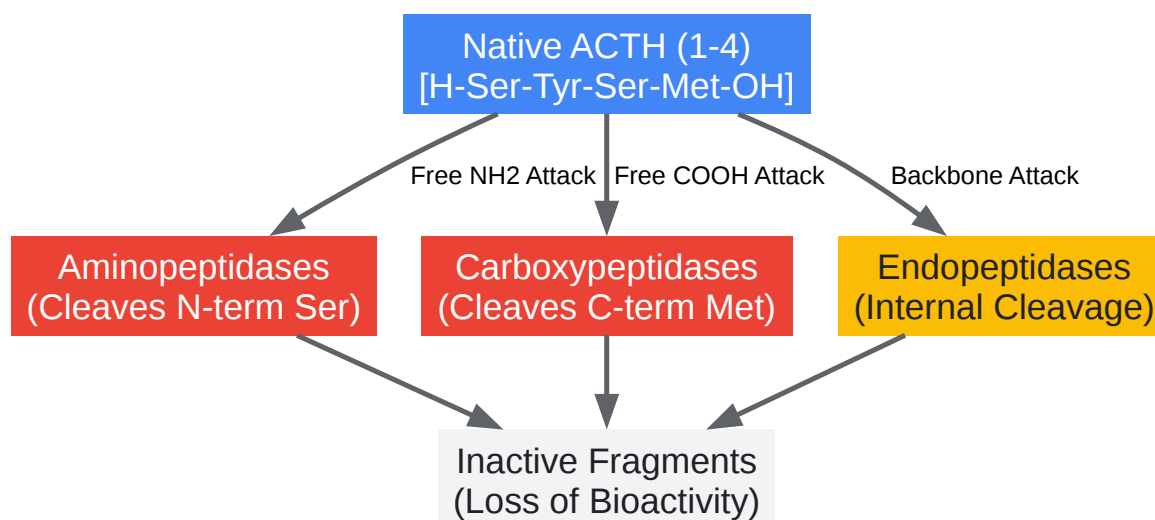 Native ACTH (1-4)
[H-Ser-Tyr-Ser-Met-OH]
Free NH2 Attack
Free COOH Attack
Backbone Attack
Aminopeptidases
(Cleaves N-term Ser)
Carboxypeptidases
(Cleaves C-term Met)
Endopeptidases
(Internal Cleavage)
Inactive Fragments
(Loss of Bioactivity)